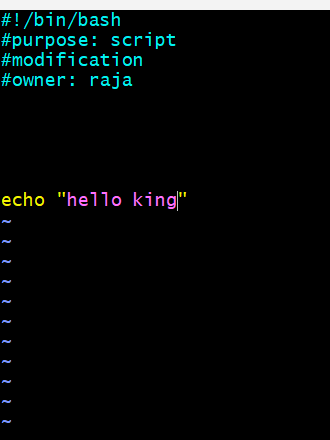 #!/bin/bash
#purpose: script
#modification
#owner: raja
echo "hello king"
~
~
~
~
~
~
~
~
~
~
~